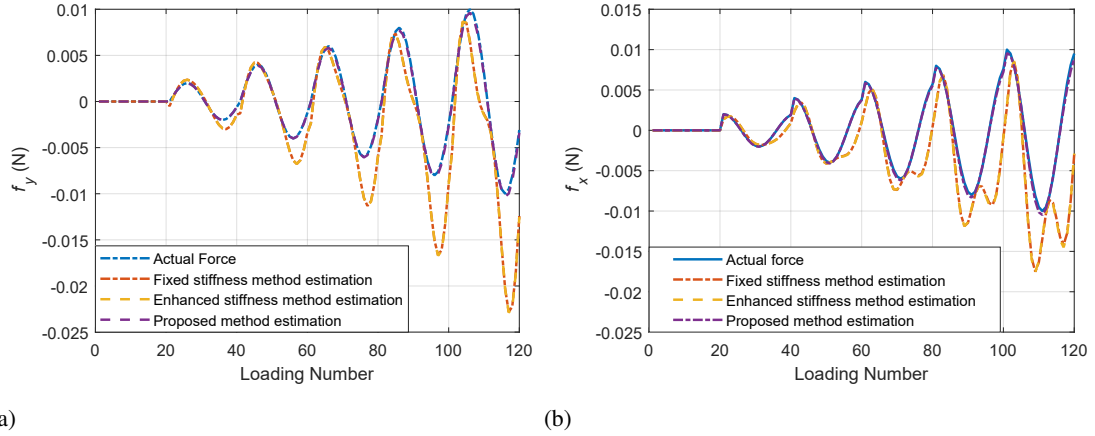 0.01
0.005
0
-0.005
-0.01
-0.015
-0.02
-0.025
f_y (N)
Actual Force
Fixed stiffness method estimation
Enhanced stiffness method estimation
Proposed method estimation
0 20 40 60 80 100 120
Loading Number
a)
0.015
0.01
0.005
0
-0.005
-0.01
-0.015
-0.02
-0.025
f_x (N)
Actual force
Fixed stiffness method estimation
Enhanced stiffness method estimation
Proposed method estimation
0 20 40 60 80 100 120
Loading Number
(b)